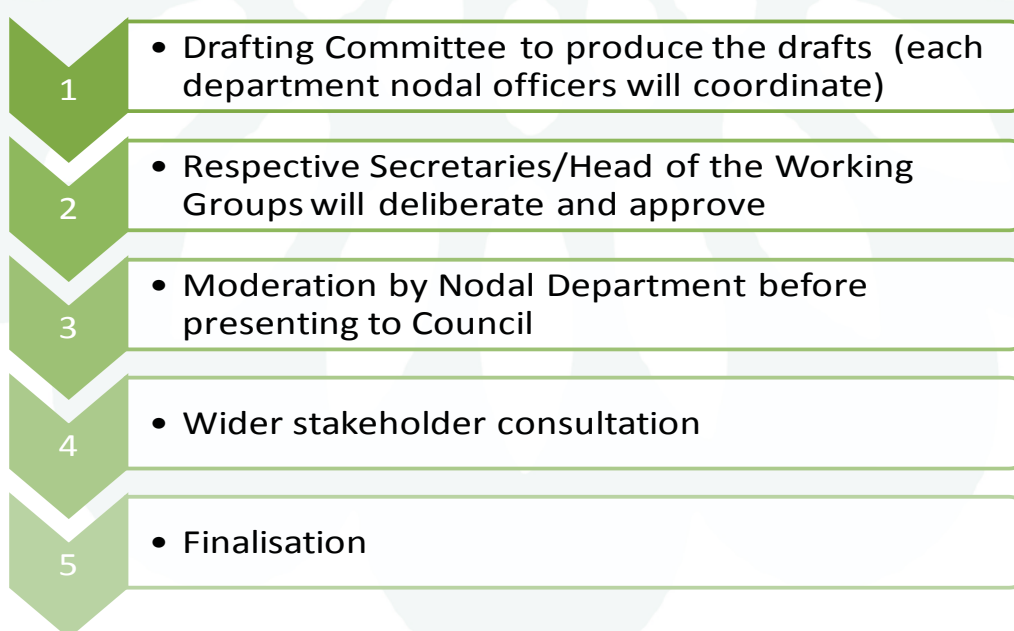 1
• Drafting Committee to produce the drafts (each
department nodal officers will coordinate)
2
• Respective Secretaries/Head of the Working
Groups will deliberate and approve
3
• Moderation by Nodal Department before
presenting to Council
4
• Wider stakeholder consultation
5
• Finalisation